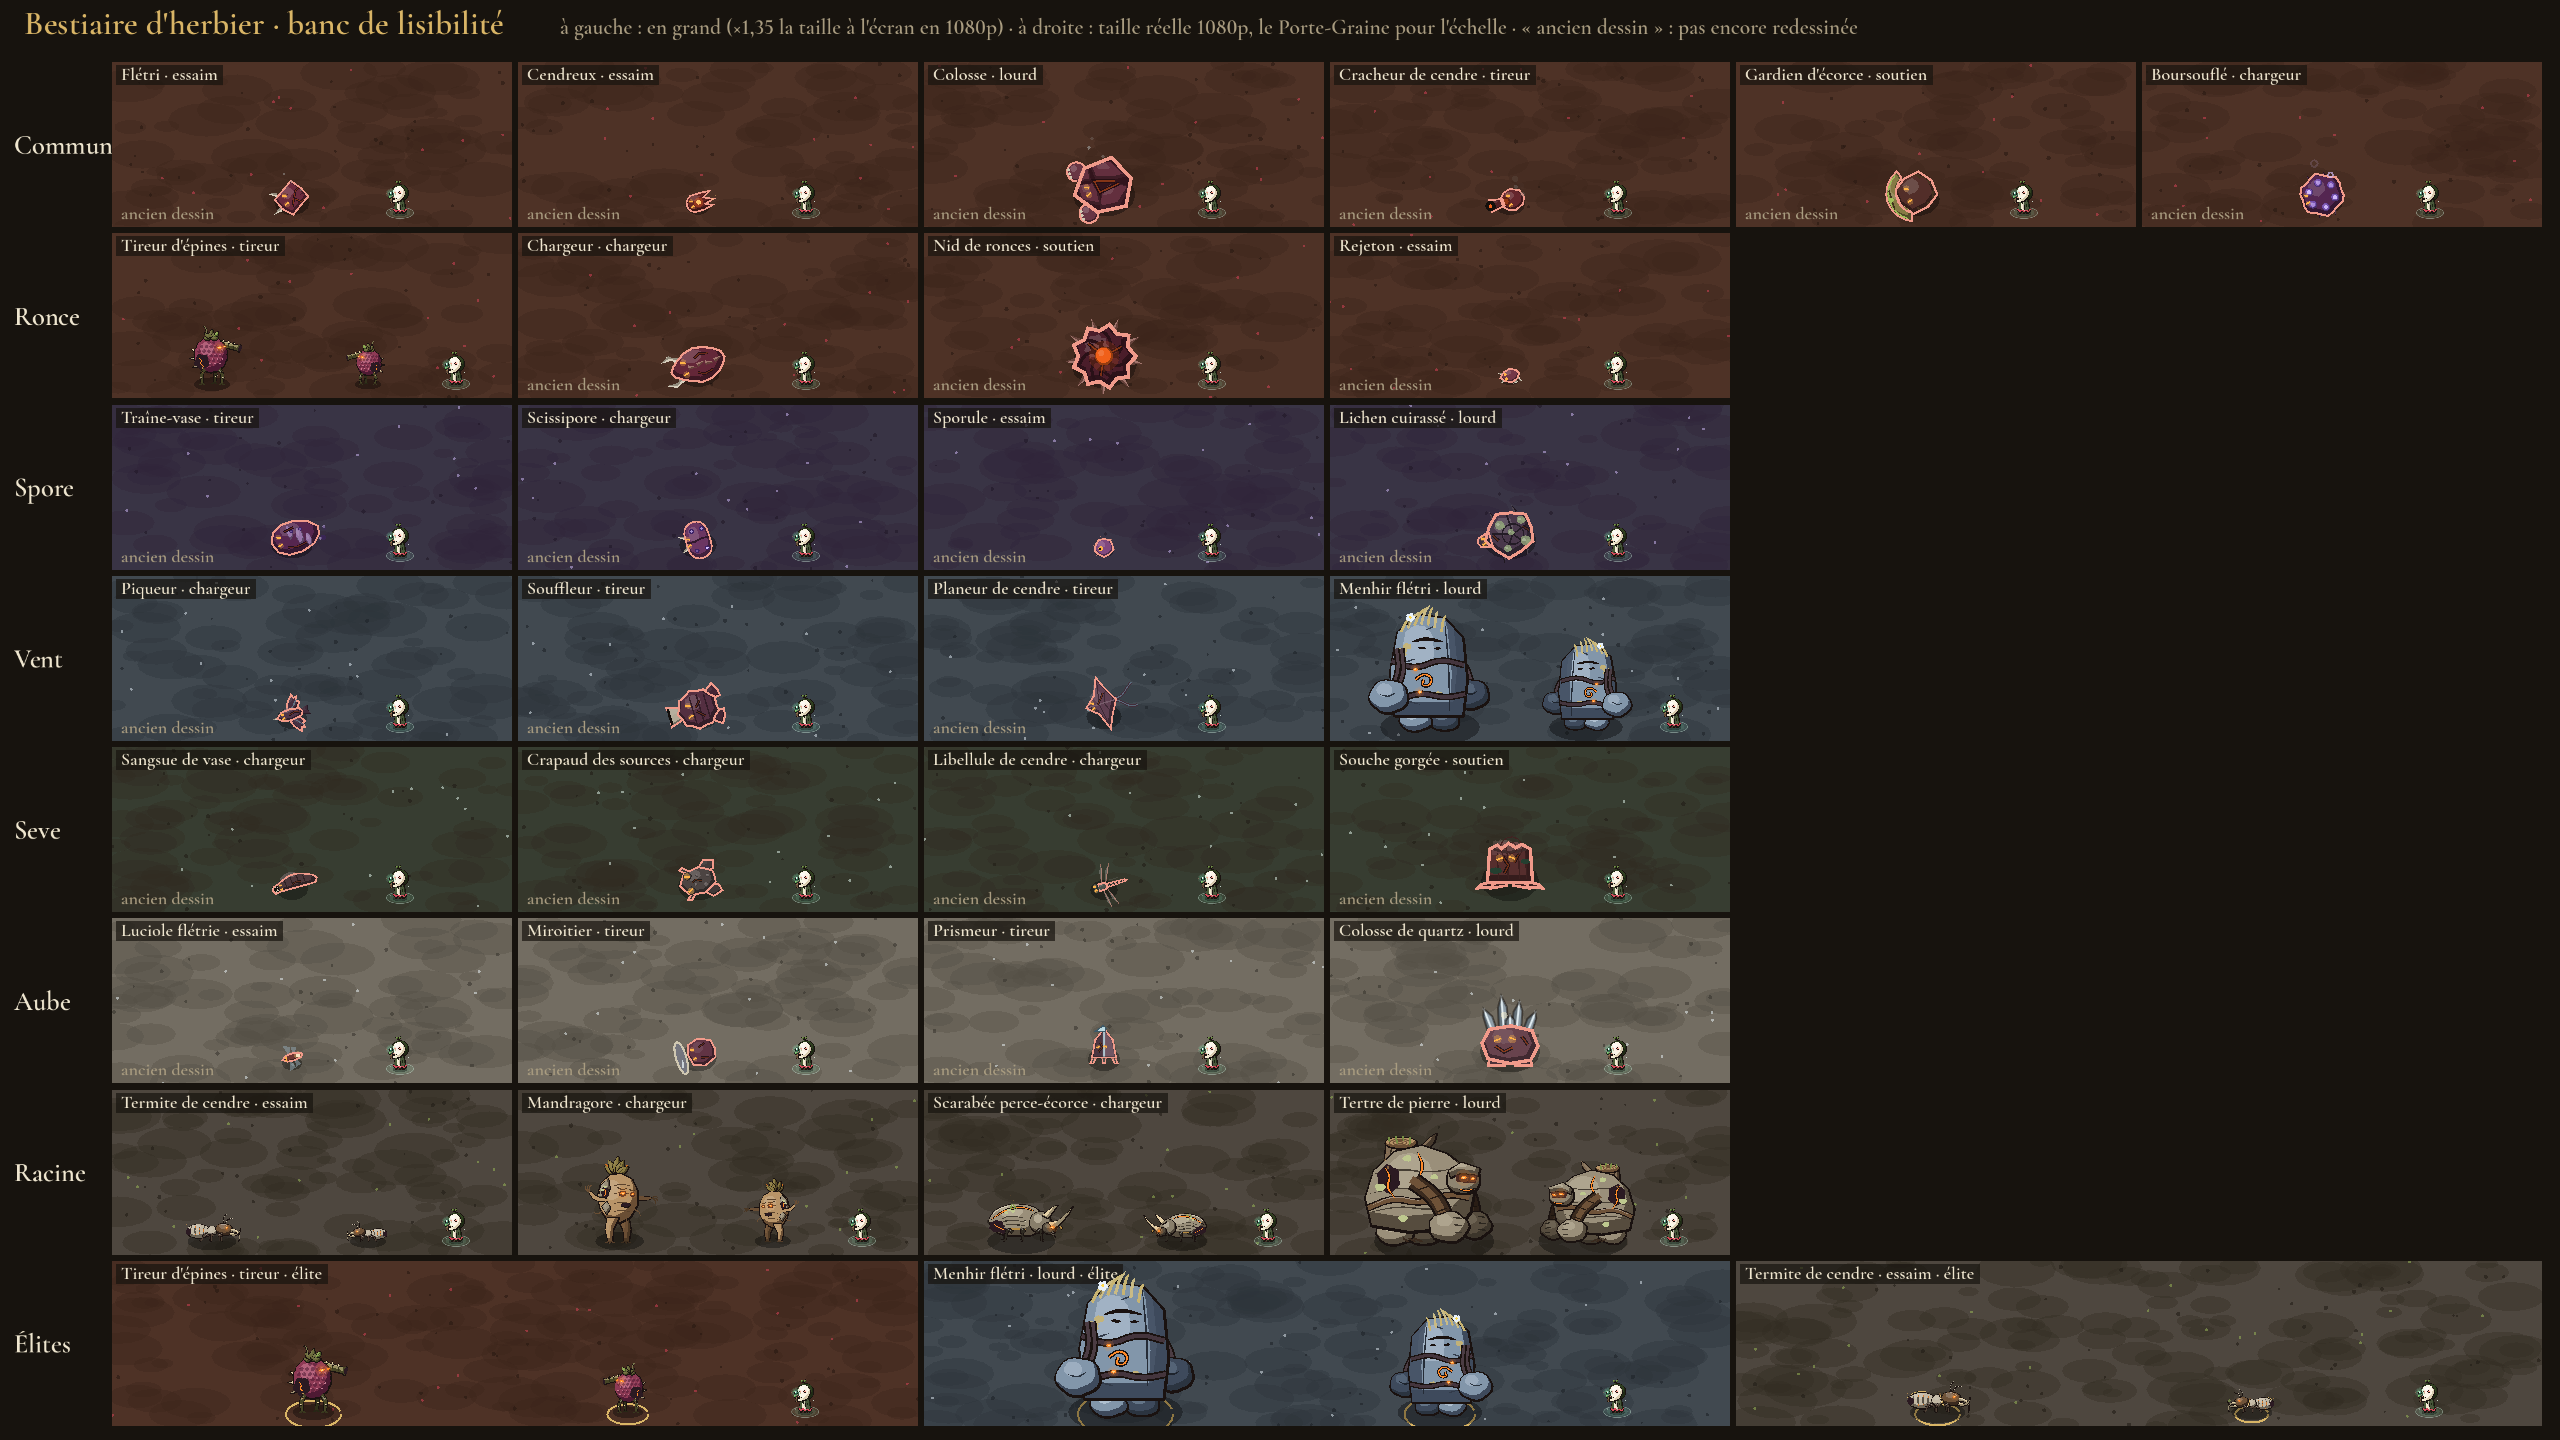 Bestiaire d'herbier · banc de lisibilité
à gauche : en grand (×1,35 la taille à l'écran en 1080p) · à droite : taille réelle 1080p, le Porte-Graine pour l'échelle · « ancien dessin » : pas encore redessinée
Commun
Flétri · essaim
ancien dessin
Cendreux · essaim
ancien dessin
Colosse · lourd
ancien dessin
Cracheur de cendre · tireur
ancien dessin
Gardien d'écorce · soutien
ancien dessin
Boursouflé · chargeur
ancien dessin
Ronce
Tireur d'épines · tireur
Chargeur · chargeur
ancien dessin
Nid de ronces · soutien
ancien dessin
Rejeton · essaim
ancien dessin
Spore
Traîne-vase · tireur
ancien dessin
Scissipore · chargeur
ancien dessin
Sporule · essaim
ancien dessin
Lichen cuirassé · lourd
ancien dessin
Vent
Piqueur · chargeur
ancien dessin
Souffleur · tireur
ancien dessin
Planeur de cendre · tireur
ancien dessin
Menhir flétri · lourd
Seve
Sangsue de vase · chargeur
ancien dessin
Crapaud des sources · chargeur
ancien dessin
Libellule de cendre · chargeur
ancien dessin
Souche gorgée · soutien
ancien dessin
Aube
Luciole flétrie · essaim
ancien dessin
Miroitier · tireur
ancien dessin
Prismeur · tireur
ancien dessin
Colosse de quartz · lourd
ancien dessin
Racine
Termite de cendre · essaim
Mandragore · chargeur
Scarabée perce-écorce · chargeur
Tertre de pierre · lourd
Élites
Tireur d'épines · tireur · élite
Menhir flétri · lourd · élite
Termite de cendre · essaim · élite